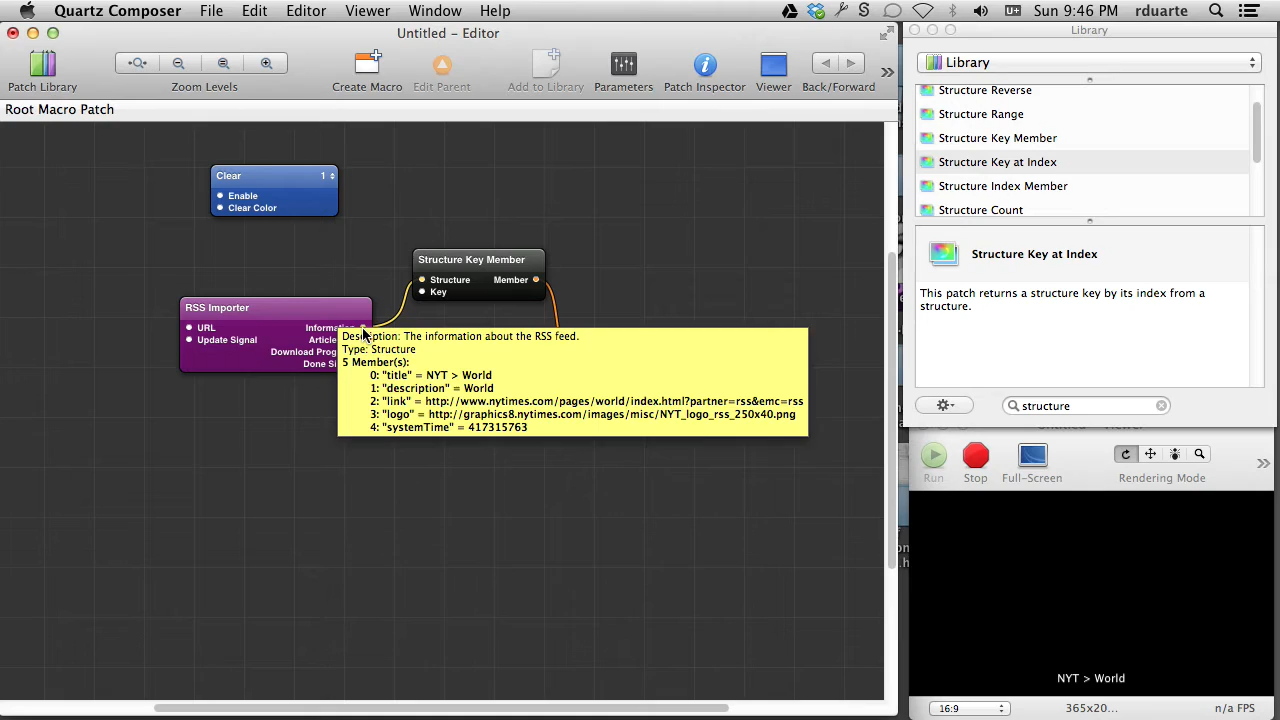 Quartz Composer File Edit Editor Viewer Window Help
Sun 9:46 PM rduarte
Untitled - Editor
Patch Library
Zoom Levels
Create Macro
Edit Parent
Add to Library
Parameters
Patch Inspector
Viewer
Back/Forward
Root Macro Patch
Clear 1
Enable
Clear Color
Structure Key Member
Structure Member
Key
RSS Importer
URL
Update Signal
Description: The information about the RSS feed.
Type: Structure
5 Member(s):
0: "title" = NYT > World
1: "description" = World
2: "link" = http://www.nytimes.com/pages/world/index.html?partner=rss&emc=rss
3: "logo" = http://graphics8.nytimes.com/images/misc/NYT_logo_rss_250x40.png
4: "systemTime" = 417315763
Library
Library
Structure Reverse
Structure Range
Structure Key Member
Structure Key at Index
Structure Index Member
Structure Count
Structure Key at Index
This patch returns a structure key by its index from a
structure.
structure
Run
Stop
Full-Screen
Rendering Mode
NYT > World
16:9
365x20...
n/a FPS